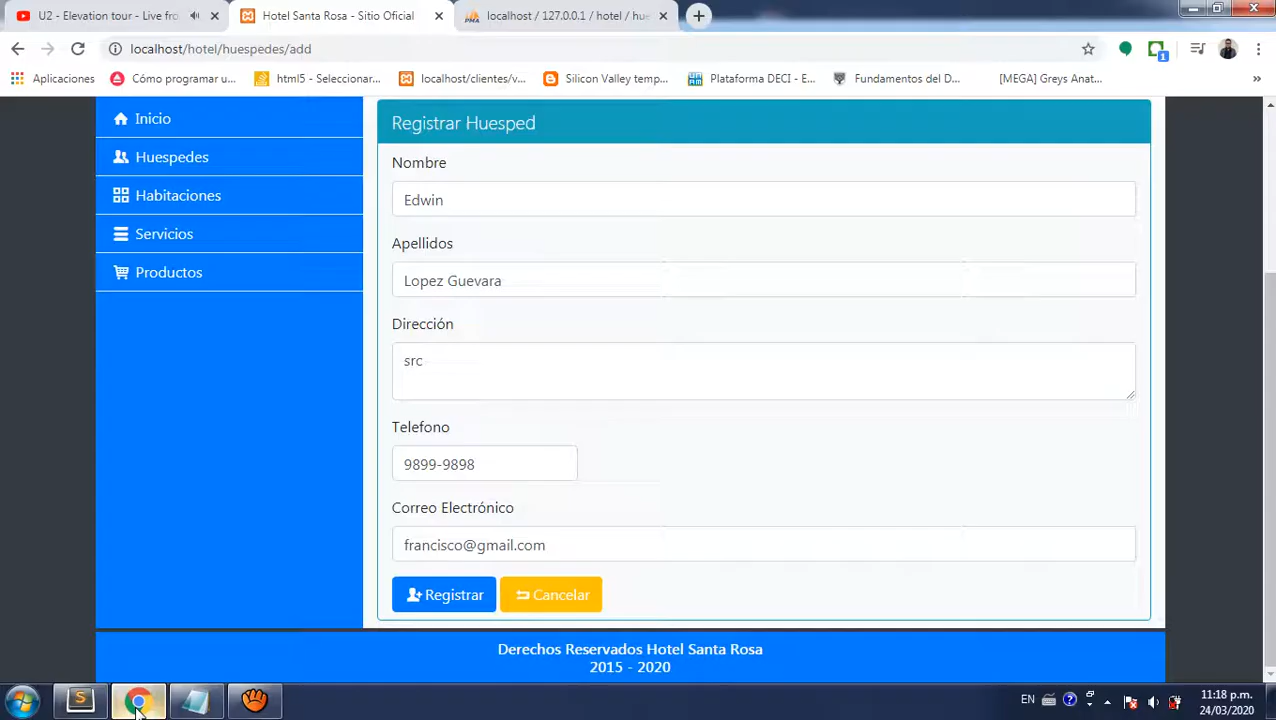 U2 - Elevation tour - Live fro
Hotel Santa Rosa - Sitio Oficial
localhost / 127.0.0.1 / hotel / hue
localhost/hotel/huespedes/add
1
Aplicaciones
Cómo programar u...
html5 - Seleccionar...
localhost/clientes/v...
Silicon Valley temp...
Plataforma DECI - E...
Fundamentos del D...
[MEGA] Greys Anat...
»
Inicio
Huespedes
Habitaciones
Servicios
Productos
Registrar Huesped
Nombre
Edwin
Apellidos
Lopez Guevara
Dirección
src
Telefono
9899-9898
Correo Electrónico
francisco@gmail.com
Registrar
Cancelar
Derechos Reservados Hotel Santa Rosa
2015 - 2020
EN
11:18 p.m.
24/03/2020